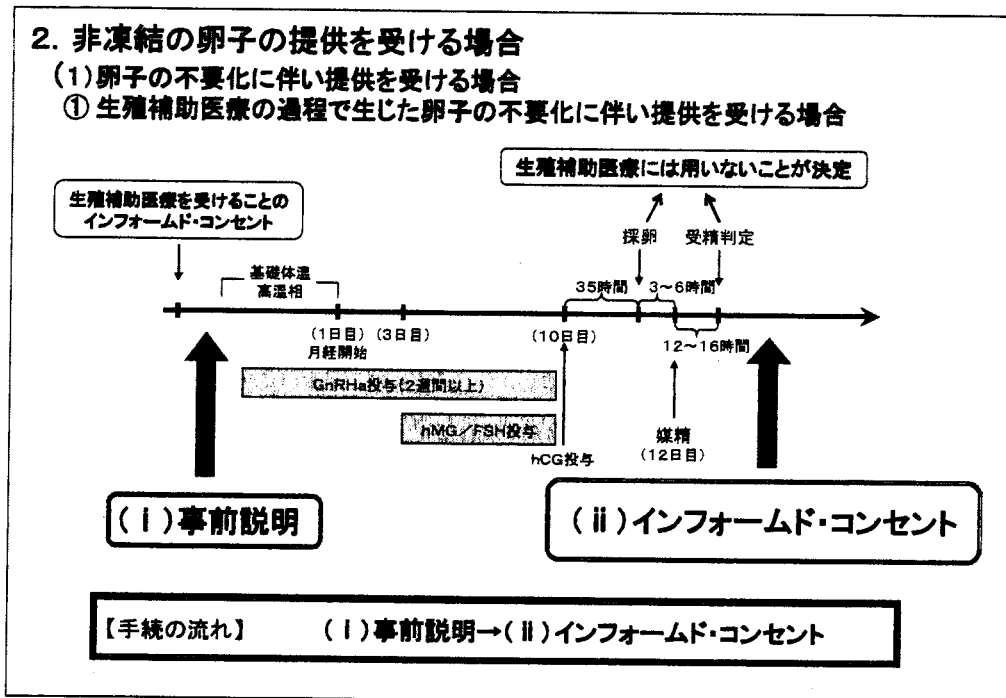 2. 非凍結の卵子の提供を受ける場合
(1)卵子の不要化に伴い提供を受ける場合
① 生殖補助医療の過程で生じた卵子の不要化に伴い提供を受ける場合
生殖補助医療には用いないことが決定
生殖補助医療を受けることの
インフォームド・コンセント
採卵
受精判定
基礎体温
高温相
35時間
3～6時間
(1日目)
(3日目)
(10日目)
12～16時間
月経開始
GnRHa投与(2週間以上)
hMG／FSH投与
hCG投与
媒精
(12日目)
(ⅰ)事前説明
(ⅱ)インフォームド・コンセント
【手続の流れ】 (ⅰ)事前説明→(ⅱ)インフォームド・コンセント